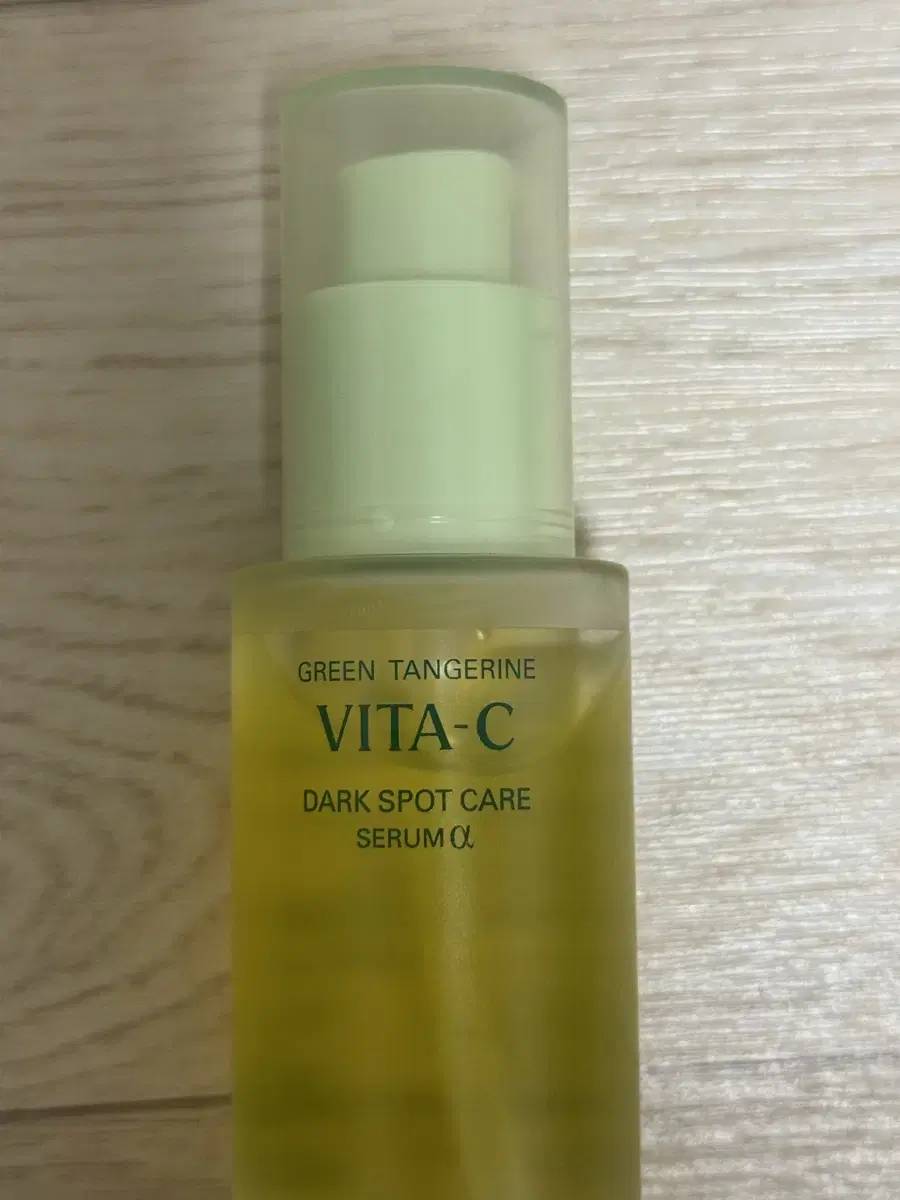 GREEN TANGERINE
VITA-C
DARK SPOT CARE
SERUM α